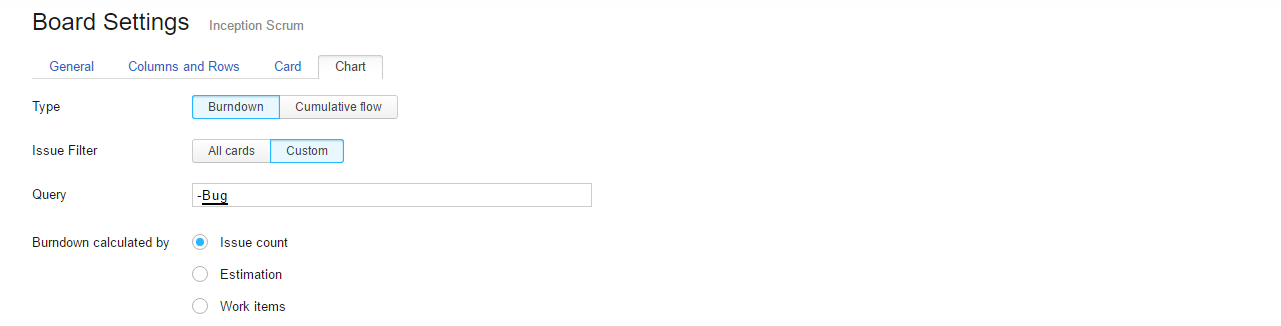 Board Settings Inception Scrum
General Columns and Rows Card Chart
Type Burndown Cumulative flow
Issue Filter All cards Custom
Query -Bug
Burndown calculated by Issue count
Estimation
Work items